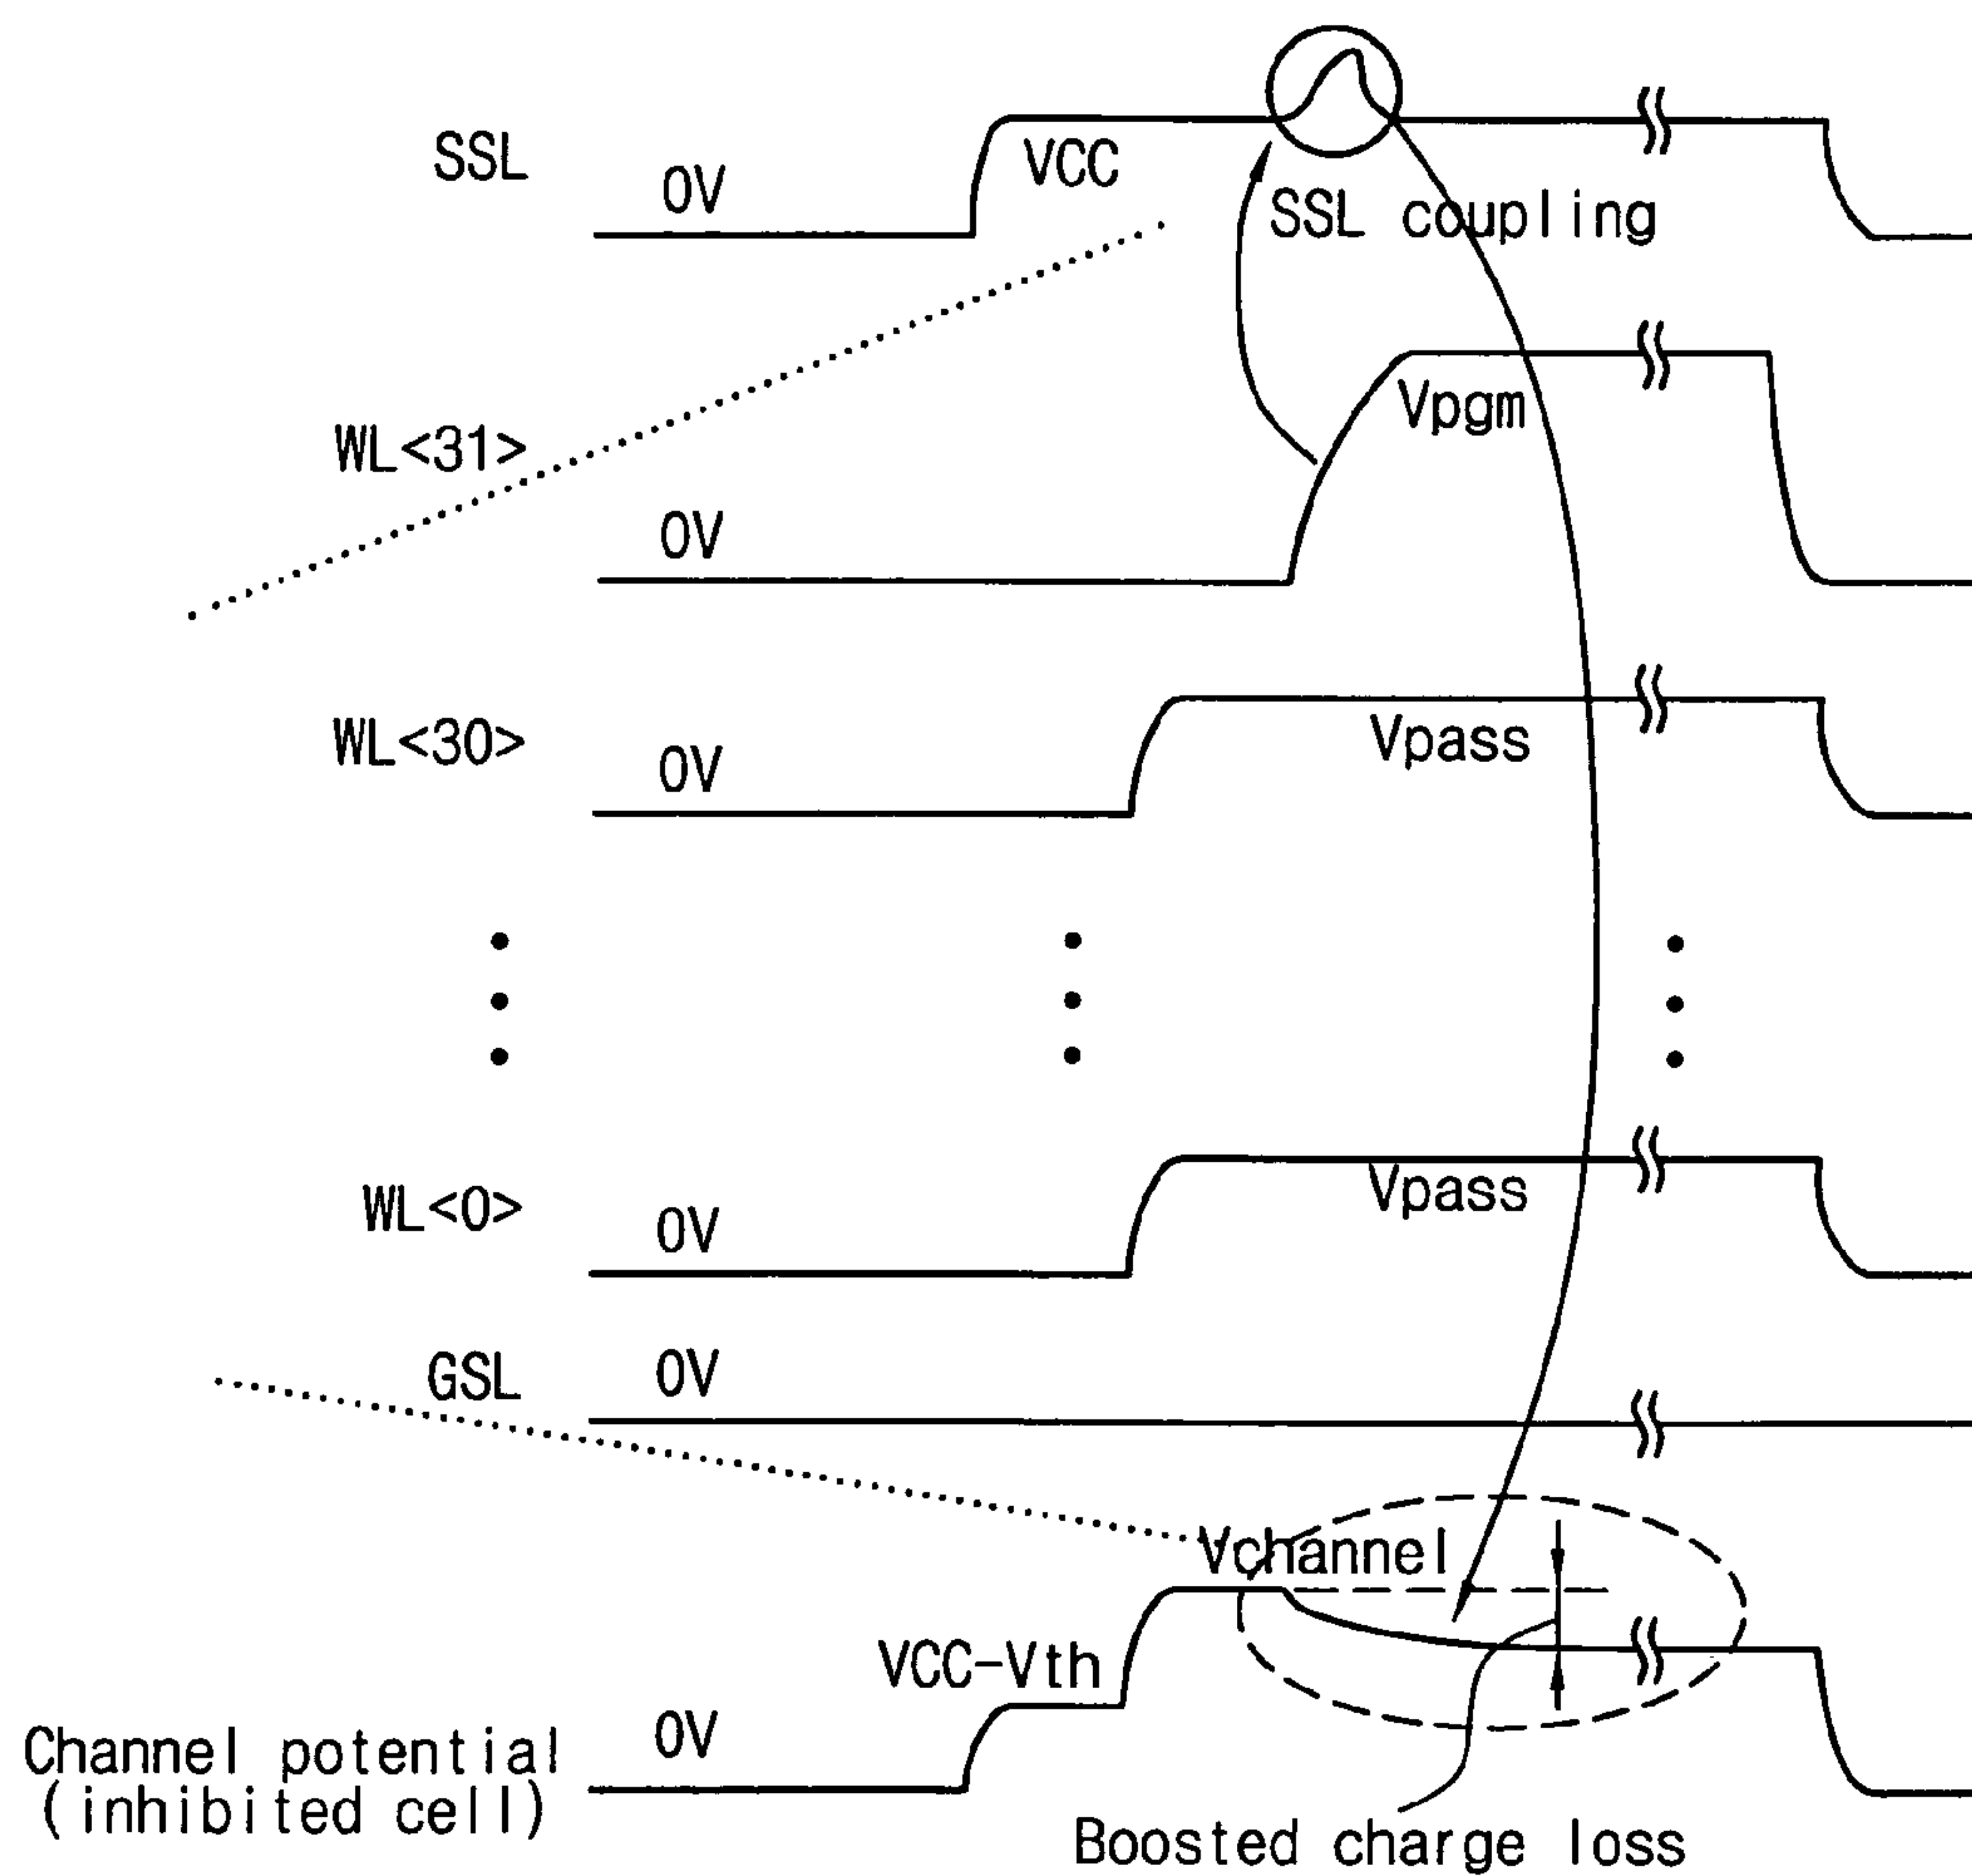 SSL
0V
VCC
SSL coupling
WL<31>
0V
Vpgm
WL<30>
0V
Vpass
WL<0>
0V
Vpass
GSL
0V
Vchannel
VCC-Vth
Channel potential
(inhibited cell)
0V
Boosted charge loss